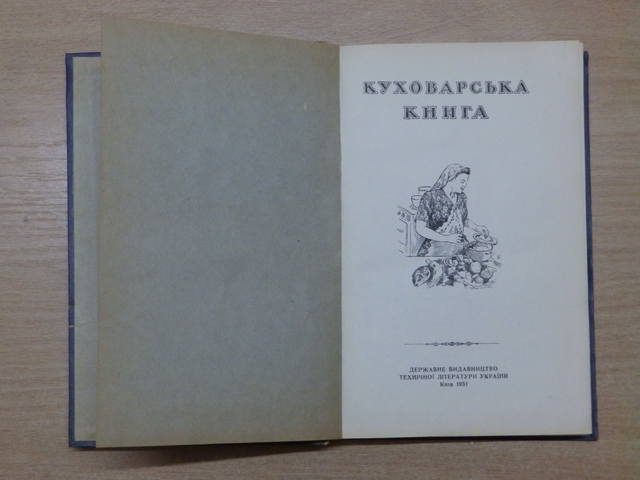 КУХОВАРСЬКА
КНИГА
ДЕРЖАВНЕ ВИДАВНИЦТВО
ТЕХНІЧНОЇ ЛІТЕРАТУРИ УКРАЇНИ
Київ 1951